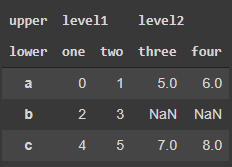 upper level1 level2
lower one two three four
a 0 1 5.0 6.0
b 2 3 NaN NaN
c 4 5 7.0 8.0